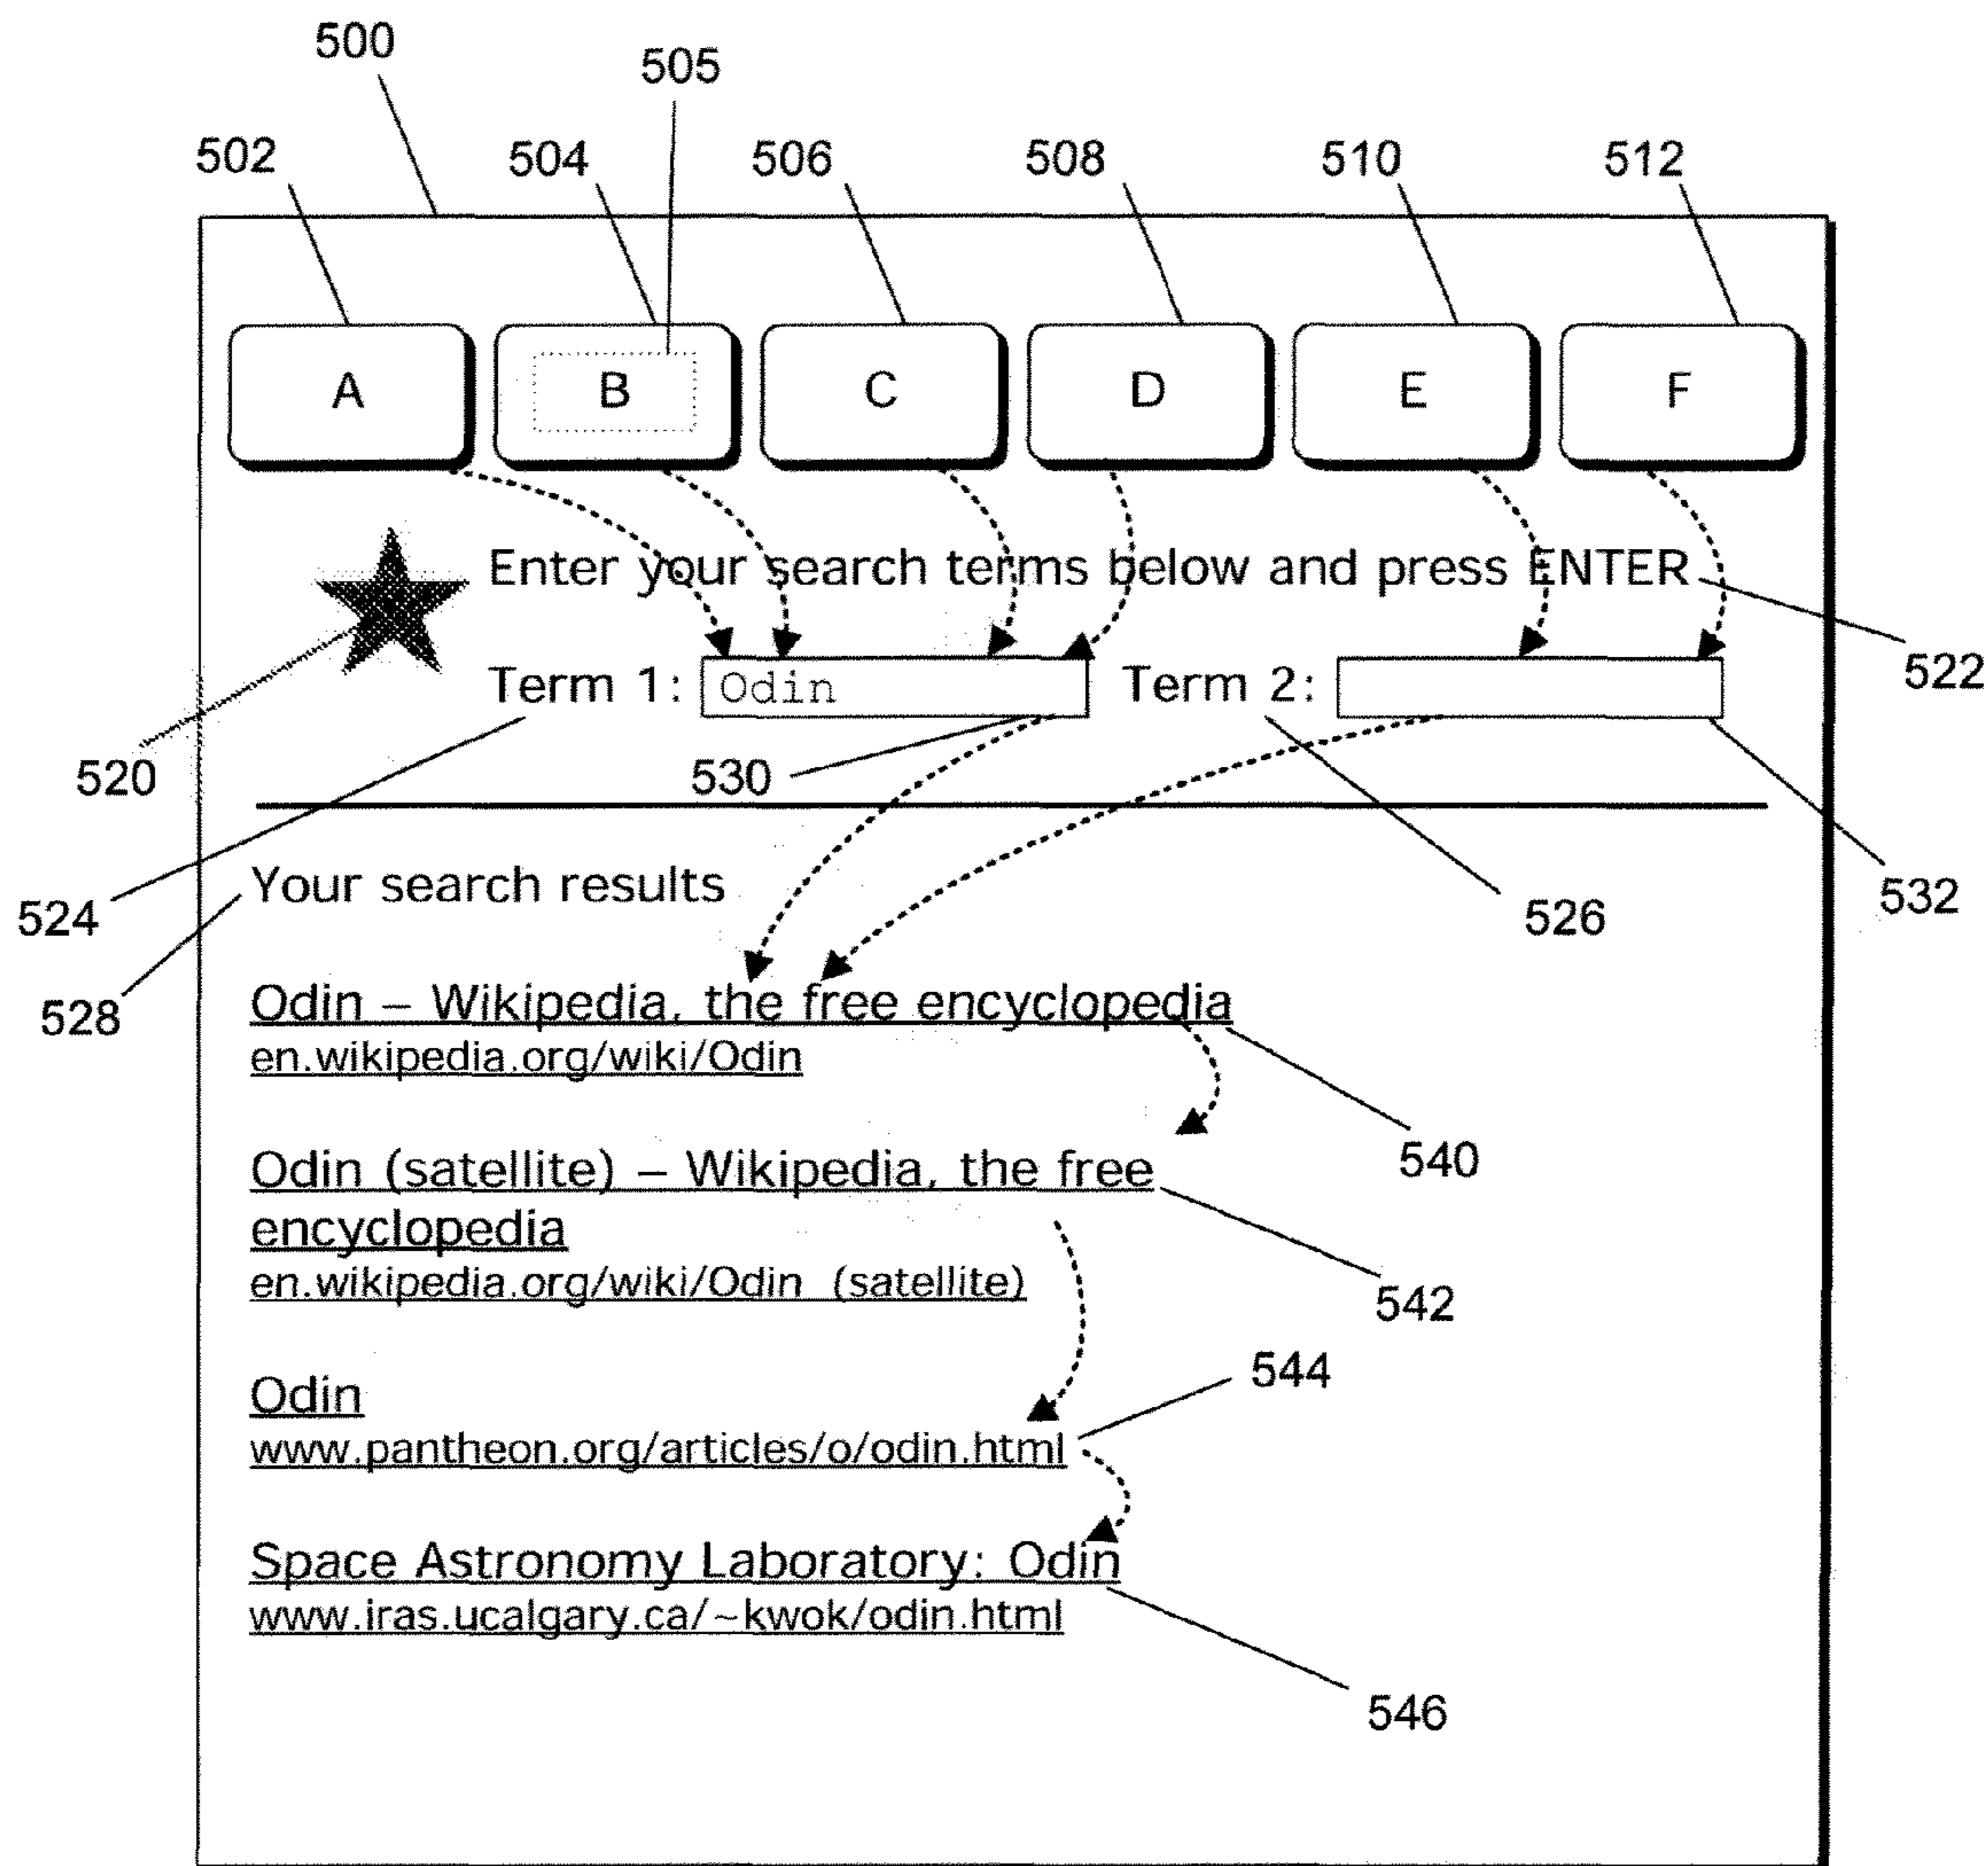 500
505
502 504 506 508 510 512
A B C D E F
Enter your search terms below and press ENTER
522
Term 1: Odin Term 2:
520 530
Your search results
524 526 532
528
Odin – Wikipedia, the free encyclopedia
en.wikipedia.org/wiki/Odin
540
Odin (satellite) – Wikipedia, the free
encyclopedia
en.wikipedia.org/wiki/Odin (satellite)
542
544
Odin
www.pantheon.org/articles/o/odin.html
Space Astronomy Laboratory: Odin
www.iras.ucalgary.ca/~kwok/odin.html
546